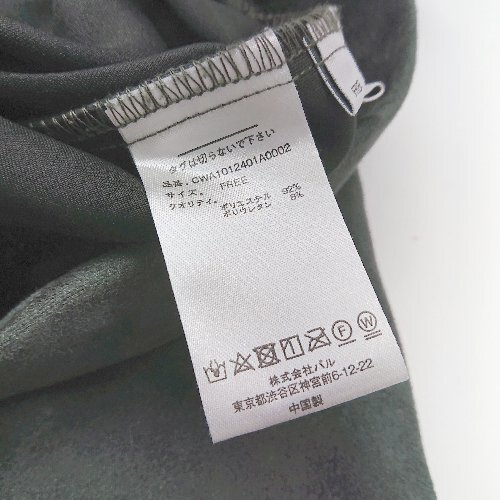 タグは切らないで下さい
品番. CWA1012401A0002
サイズ. FREE
クオリティ. ポリエステル 92%
ポリウレタン 8%
F
W
株式会社パル
東京都渋谷区神宮前6-12-22
中国製